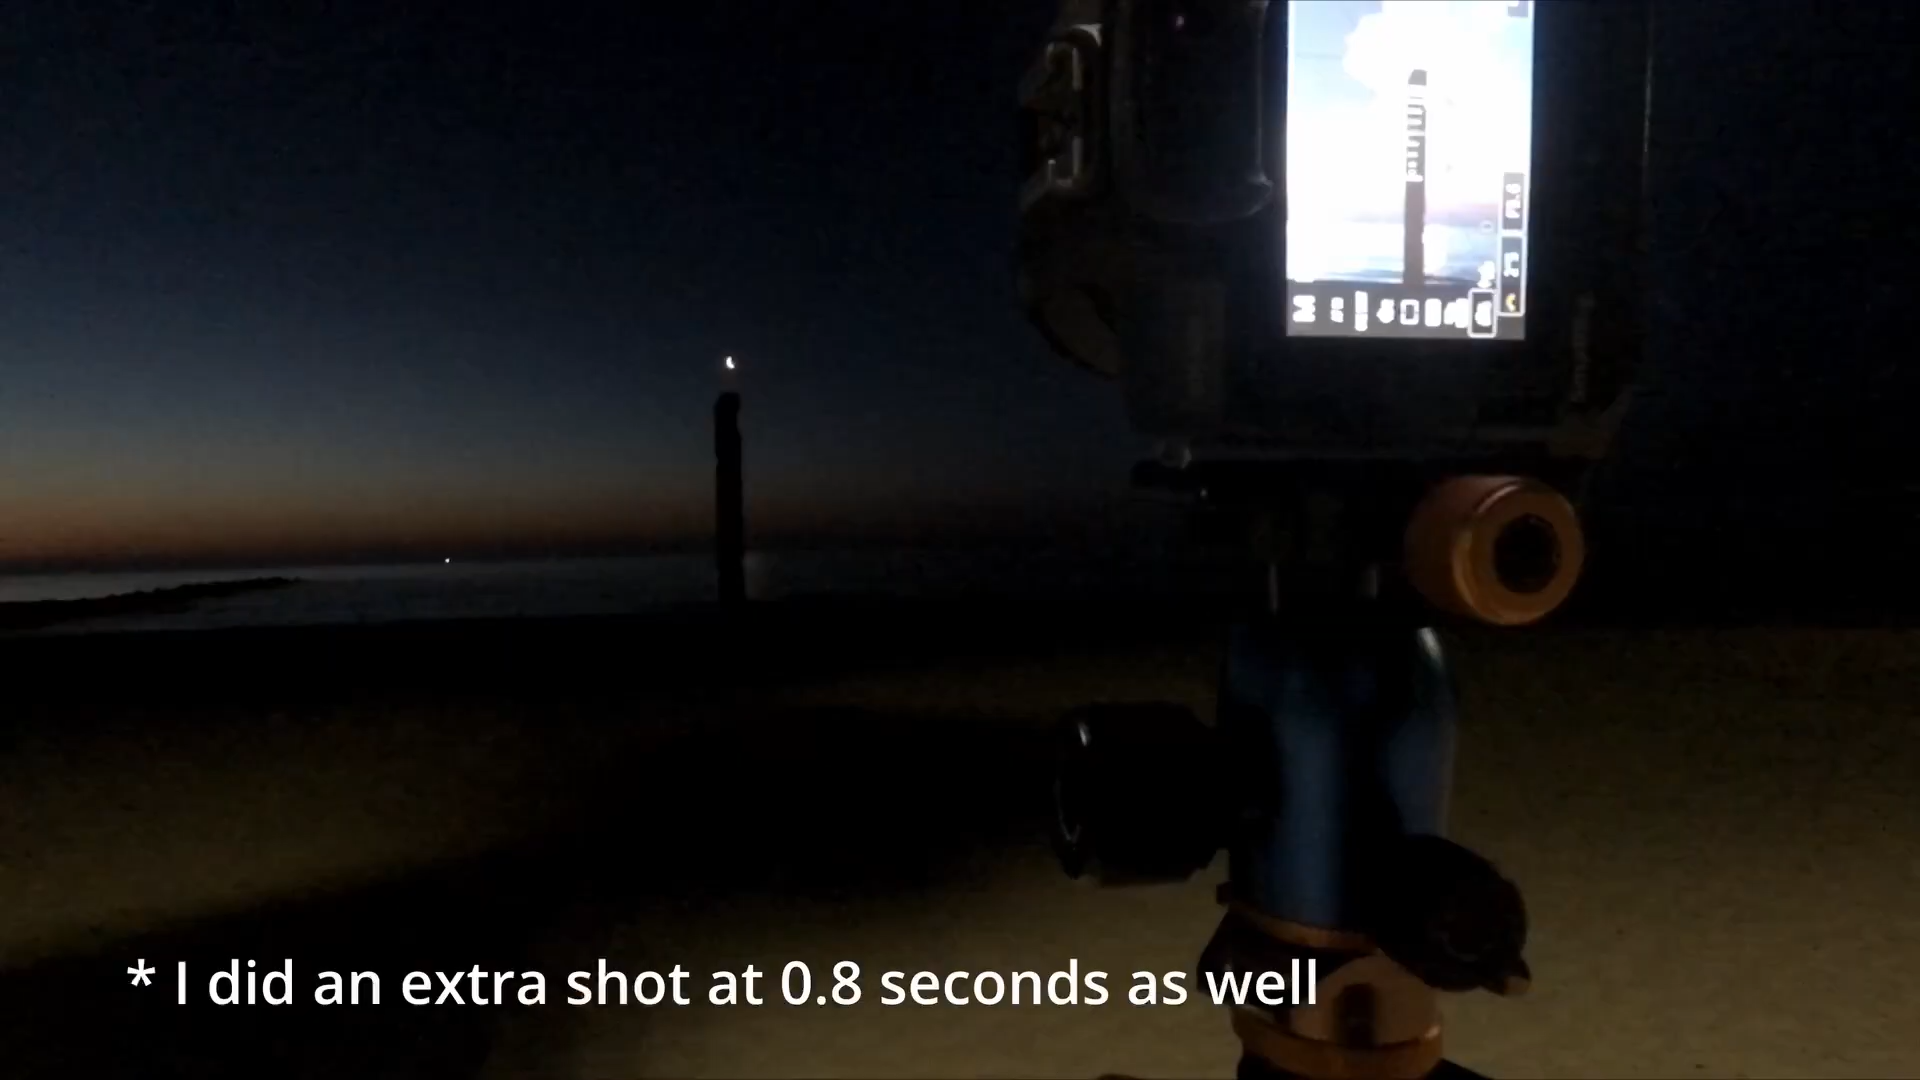 * I did an extra shot at 0.8 seconds as well